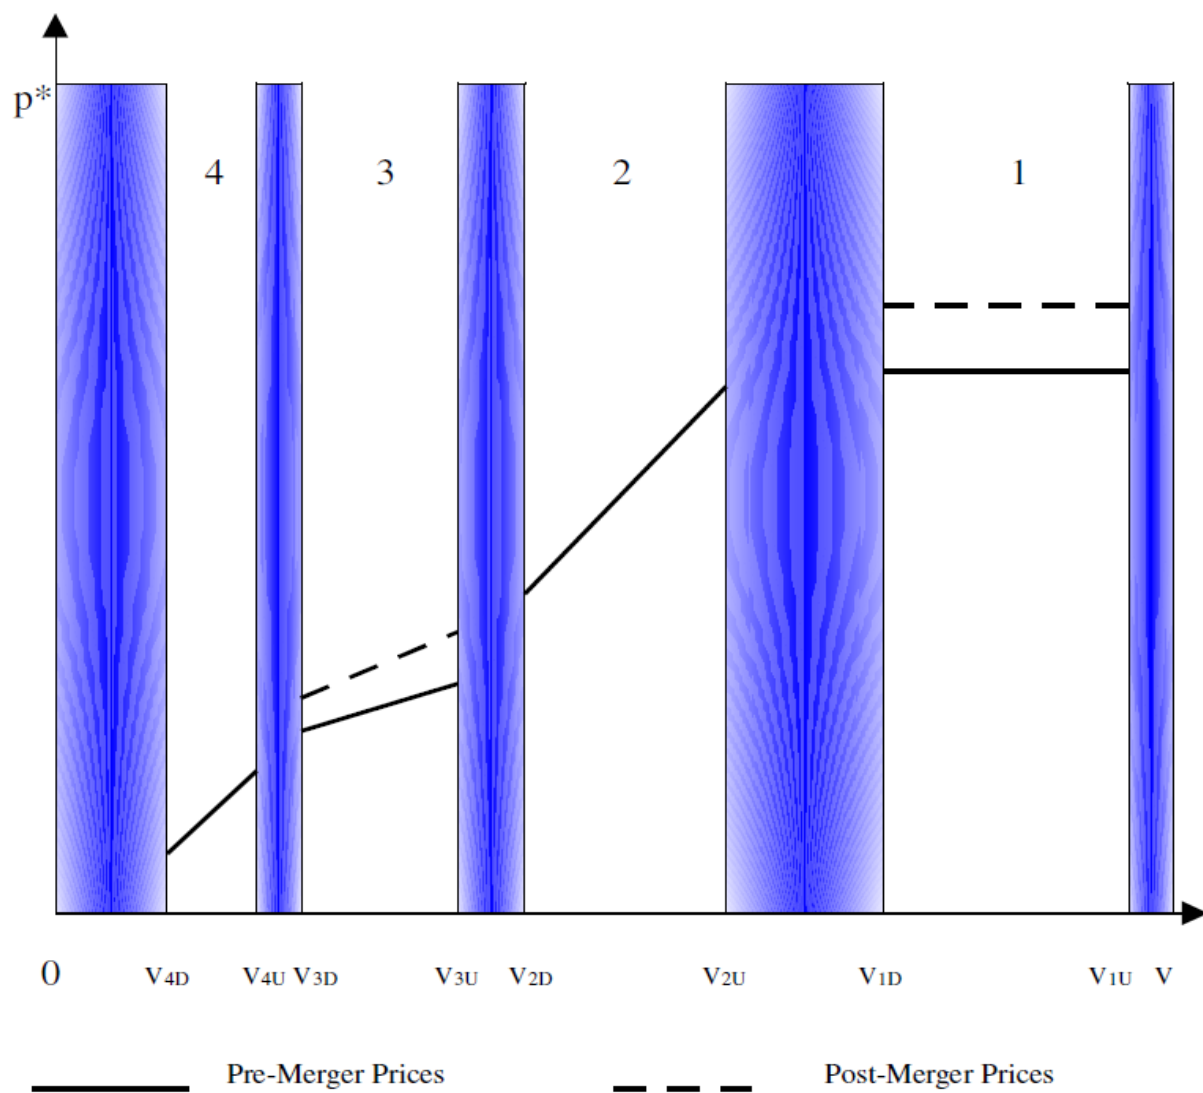 p*
4 3 2 1
0 V4D V4U V3D V3U V2D V2U V1D V1U V
Pre-Merger Prices Post-Merger Prices